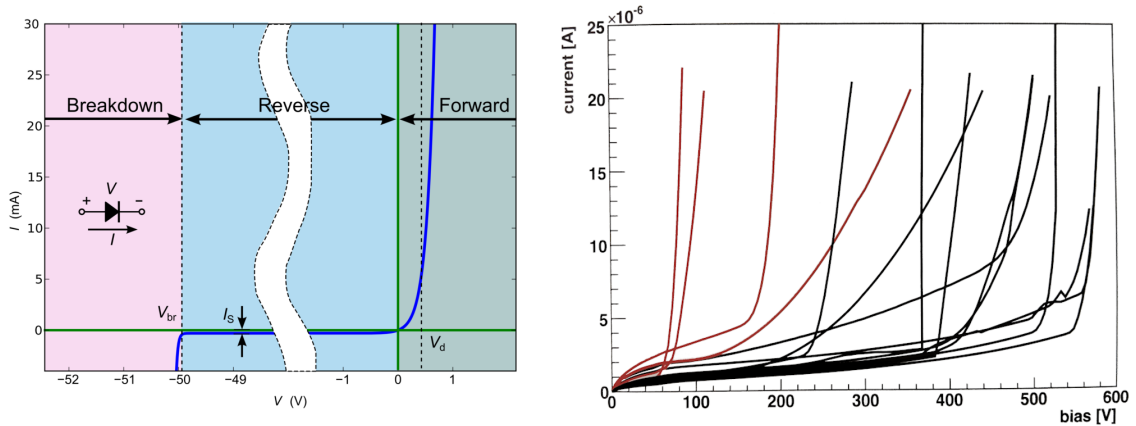 30
25
20
15
10
5
0
I (mA)
Breakdown
Reverse
Forward
V
+ −
I
V_br
I_S
V_d
−52 −51 −50 −49 −1 0 1
V (V)
×10^-6
current [A]
25
20
15
10
5
0
0 100 200 300 400 500 600
bias [V]